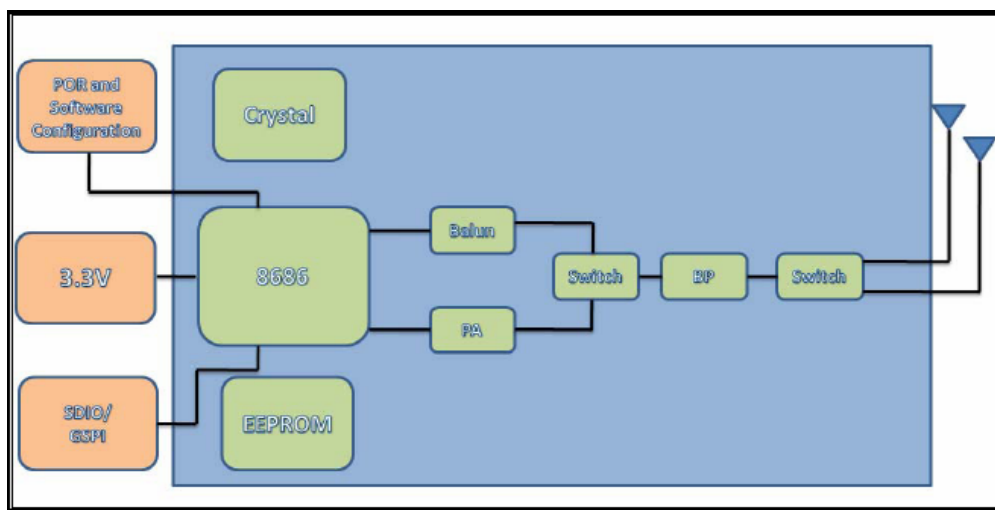 POR and
Software
Configuration
Crystal
3.3V
8686
Balun
Switch
BP
Switch
PA
SDIO/
GSPI
EEPROM